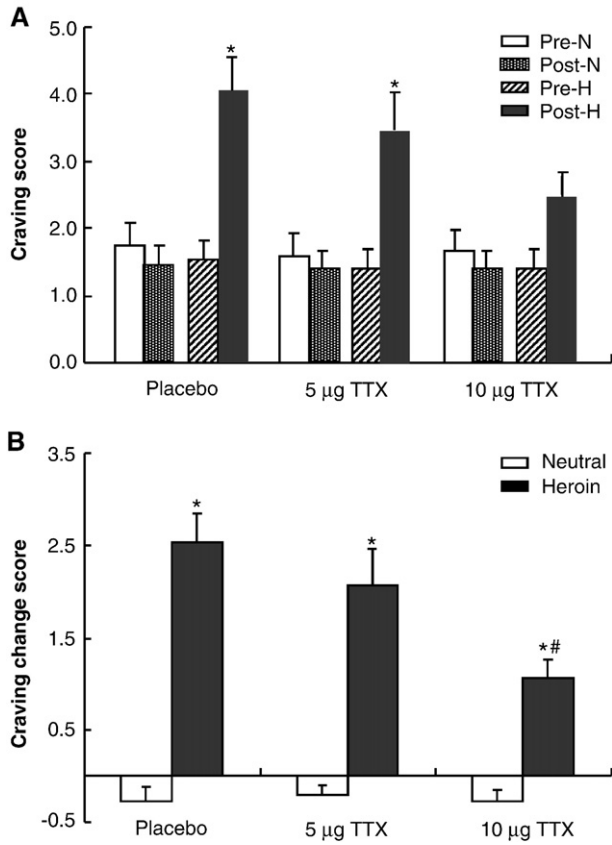 A
5.0
4.0
3.0
2.0
1.0
0.0
Craving score
Pre-N
Post-N
Pre-H
Post-H
*
*
Placebo
5 µg TTX
10 µg TTX
B
3.5
2.5
1.5
0.5
-0.5
Craving change score
Neutral
Heroin
*
*
*#
Placebo
5 µg TTX
10 µg TTX